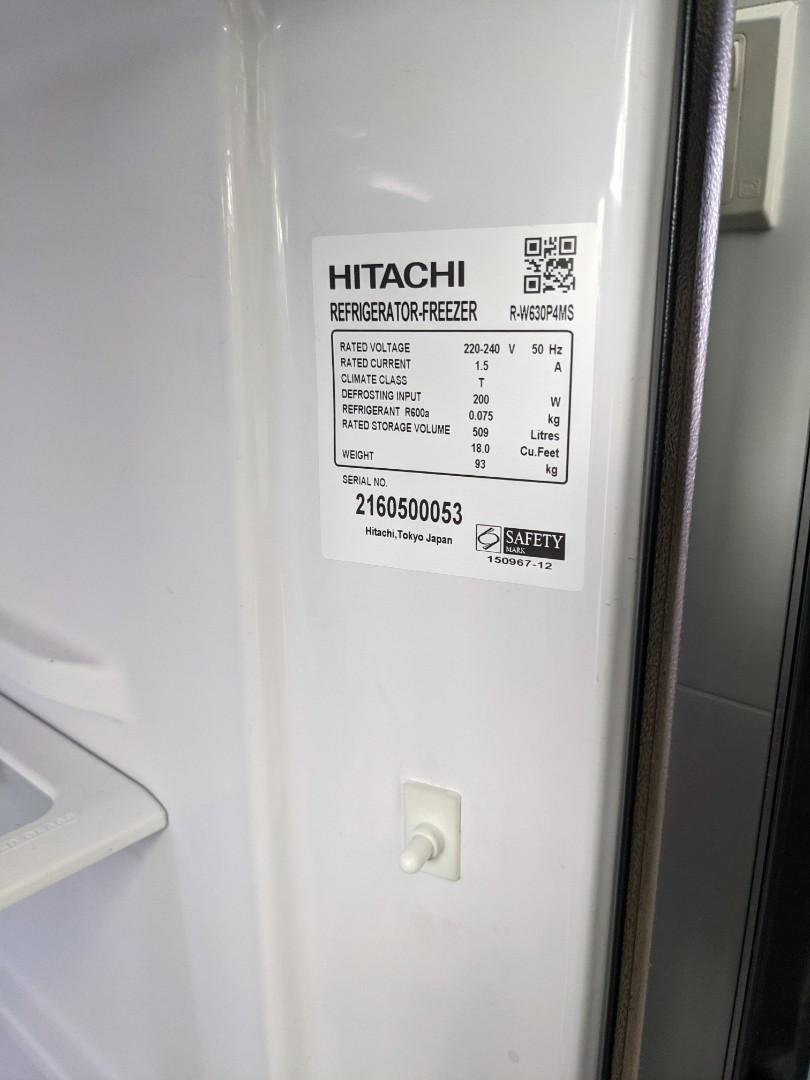 HITACHI
REFRIGERATOR-FREEZER R-W630P4MS
RATED VOLTAGE 220-240 V 50 Hz
RATED CURRENT 1.5 A
CLIMATE CLASS T
DEFROSTING INPUT 200 W
REFRIGERANT R600a 0.075 kg
RATED STORAGE VOLUME 509 Litres
18.0 Cu.Feet
WEIGHT 93 kg
SERIAL NO.
2160500053
Hitachi,Tokyo Japan
SAFETY
MARK
150967-12